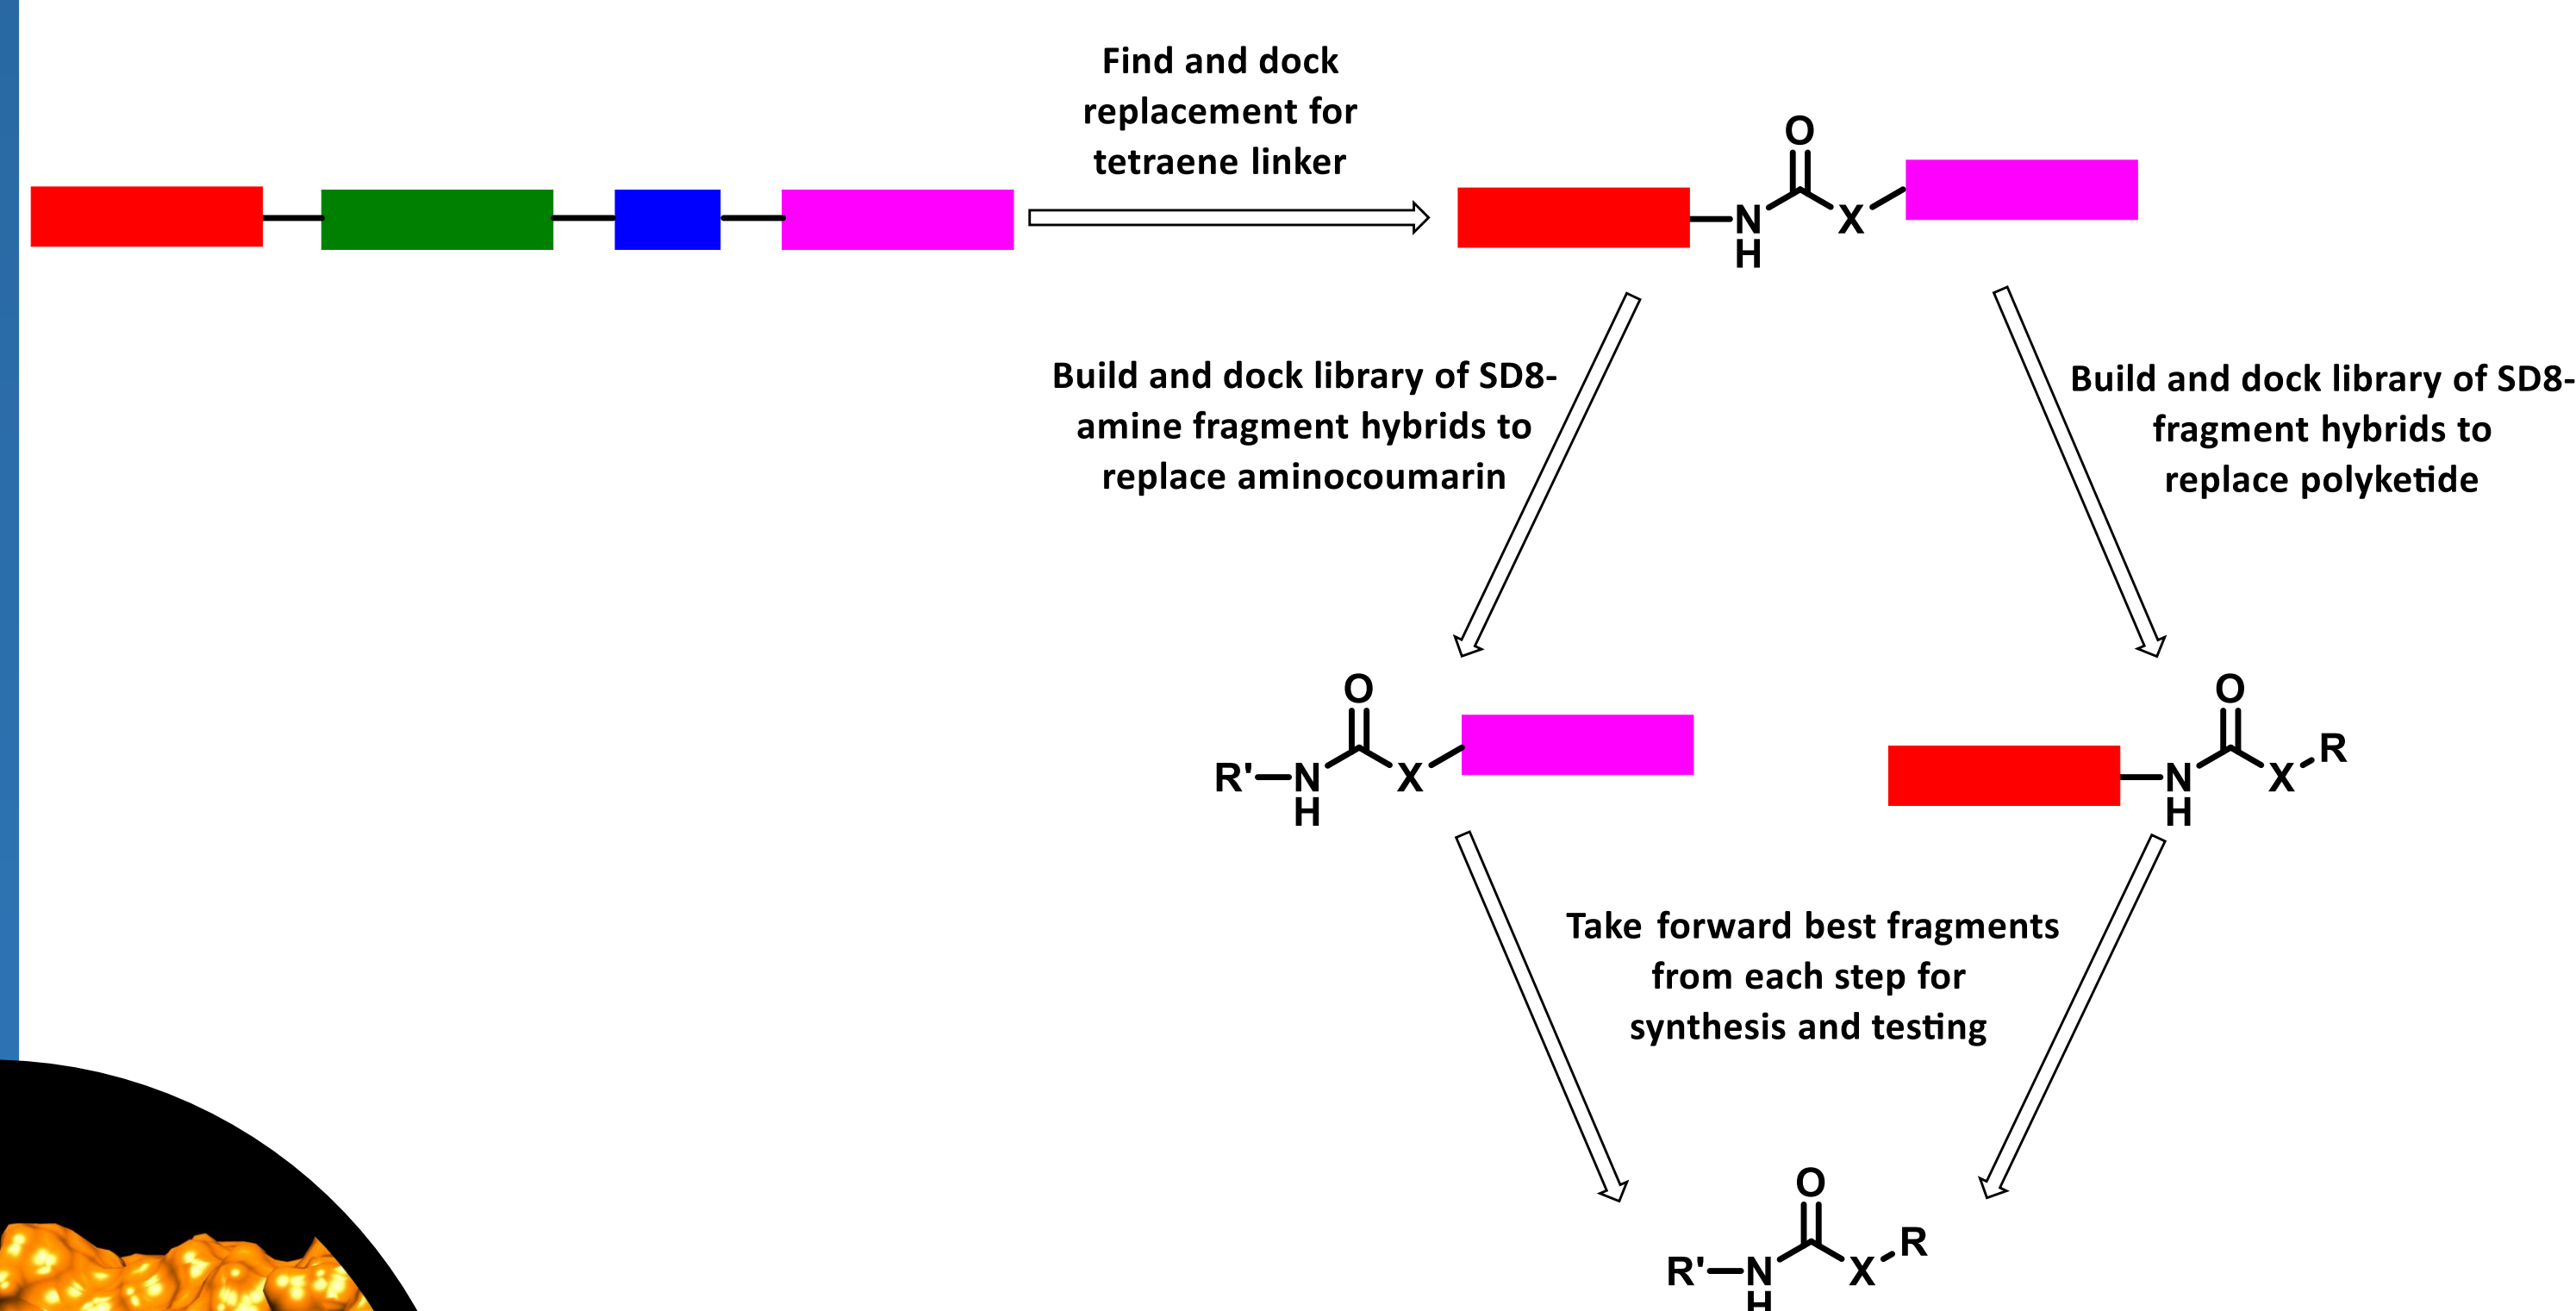 Find and dock
replacement for
tetraene linker
O
N
H
X
Build and dock library of SD8-
amine fragment hybrids to
replace aminocoumarin
Build and dock library of SD8-
fragment hybrids to
replace polyketide
O
R'
N
H
X
O
N
H
X
R
Take forward best fragments
from each step for
synthesis and testing
O
R'
N
H
X
R